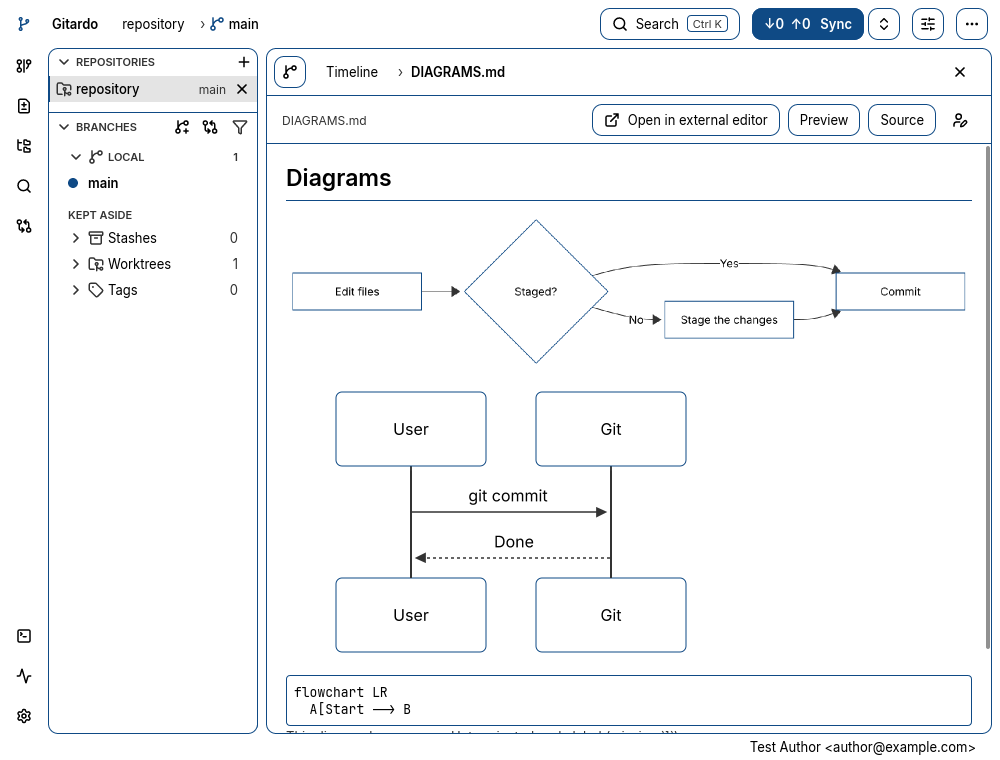 Gitardo repository › main Search Ctrl K ↓0 ↑0 Sync
REPOSITORIES
repository main
BRANCHES
LOCAL 1
main
KEPT ASIDE
Stashes 0
Worktrees 1
Tags 0
Timeline › DIAGRAMS.md
DIAGRAMS.md Open in external editor Preview Source
Diagrams
Edit files
Staged?
Yes
No
Stage the changes
Commit
User Git
git commit
Done
User Git
flowchart LR
A[Start --> B
Test Author <author@example.com>